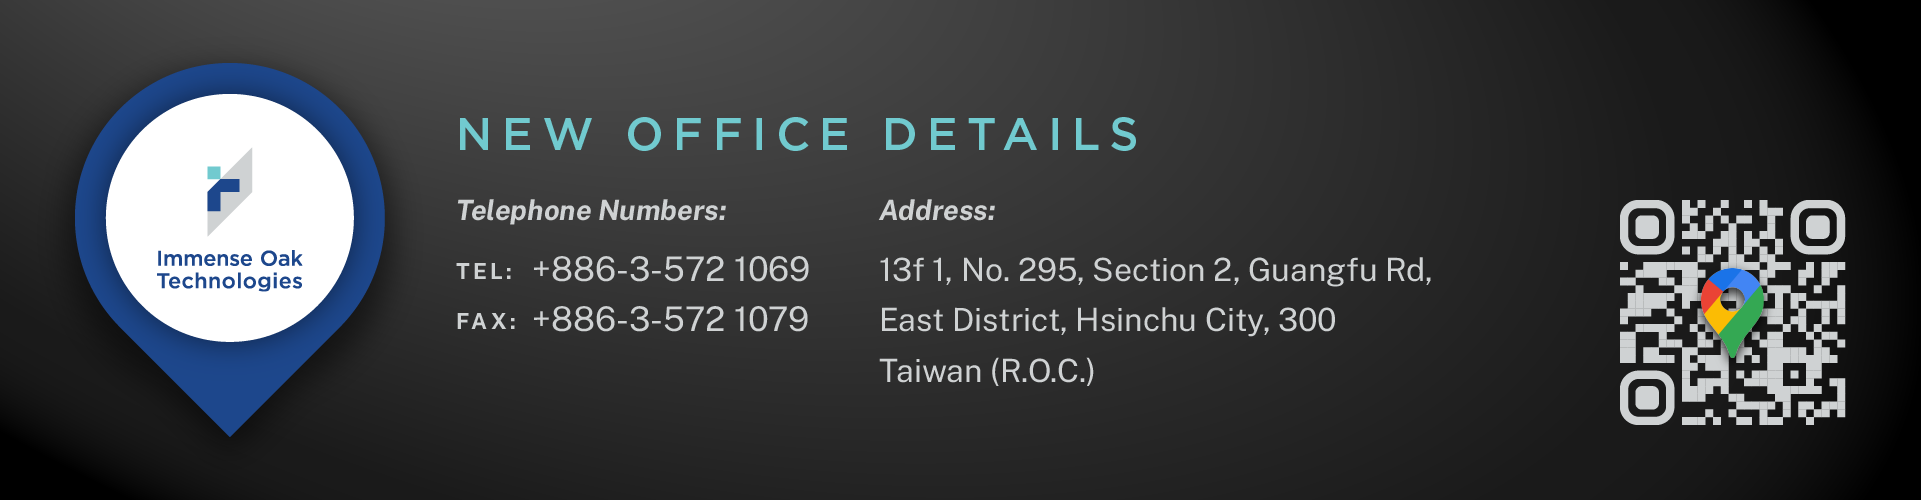 Immense Oak
Technologies
NEW OFFICE DETAILS
Telephone Numbers:
TEL: +886-3-572 1069
FAX: +886-3-572 1079
Address:
13f 1, No. 295, Section 2, Guangfu Rd,
East District, Hsinchu City, 300
Taiwan (R.O.C.)